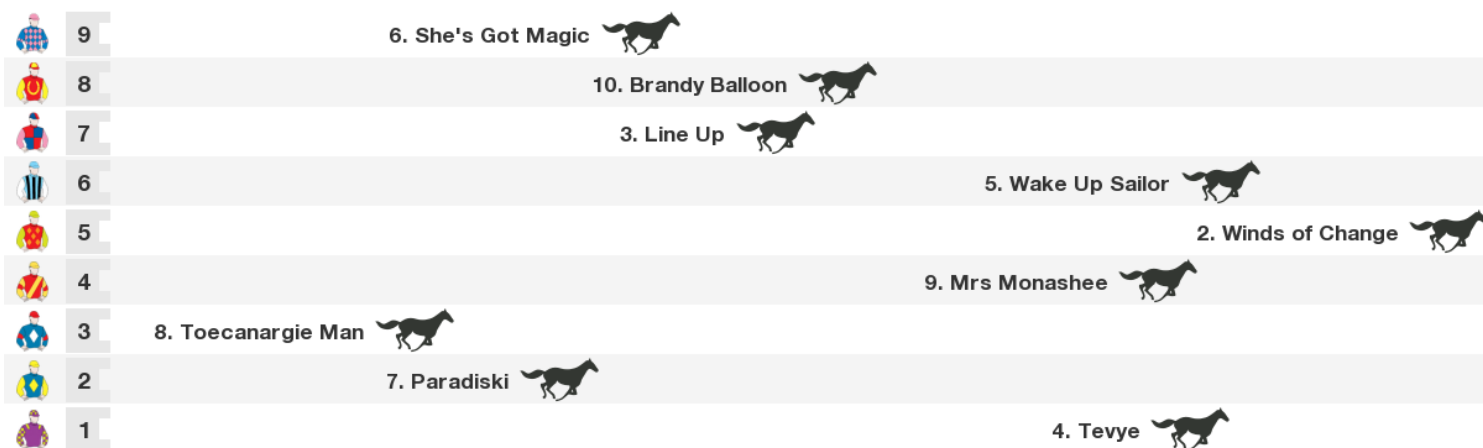 9 6. She's Got Magic
8 10. Brandy Balloon
7 3. Line Up
6 5. Wake Up Sailor
5 2. Winds of Change
4 9. Mrs Monashee
3 8. Toecanargie Man
2 7. Paradiski
1 4. Tevye